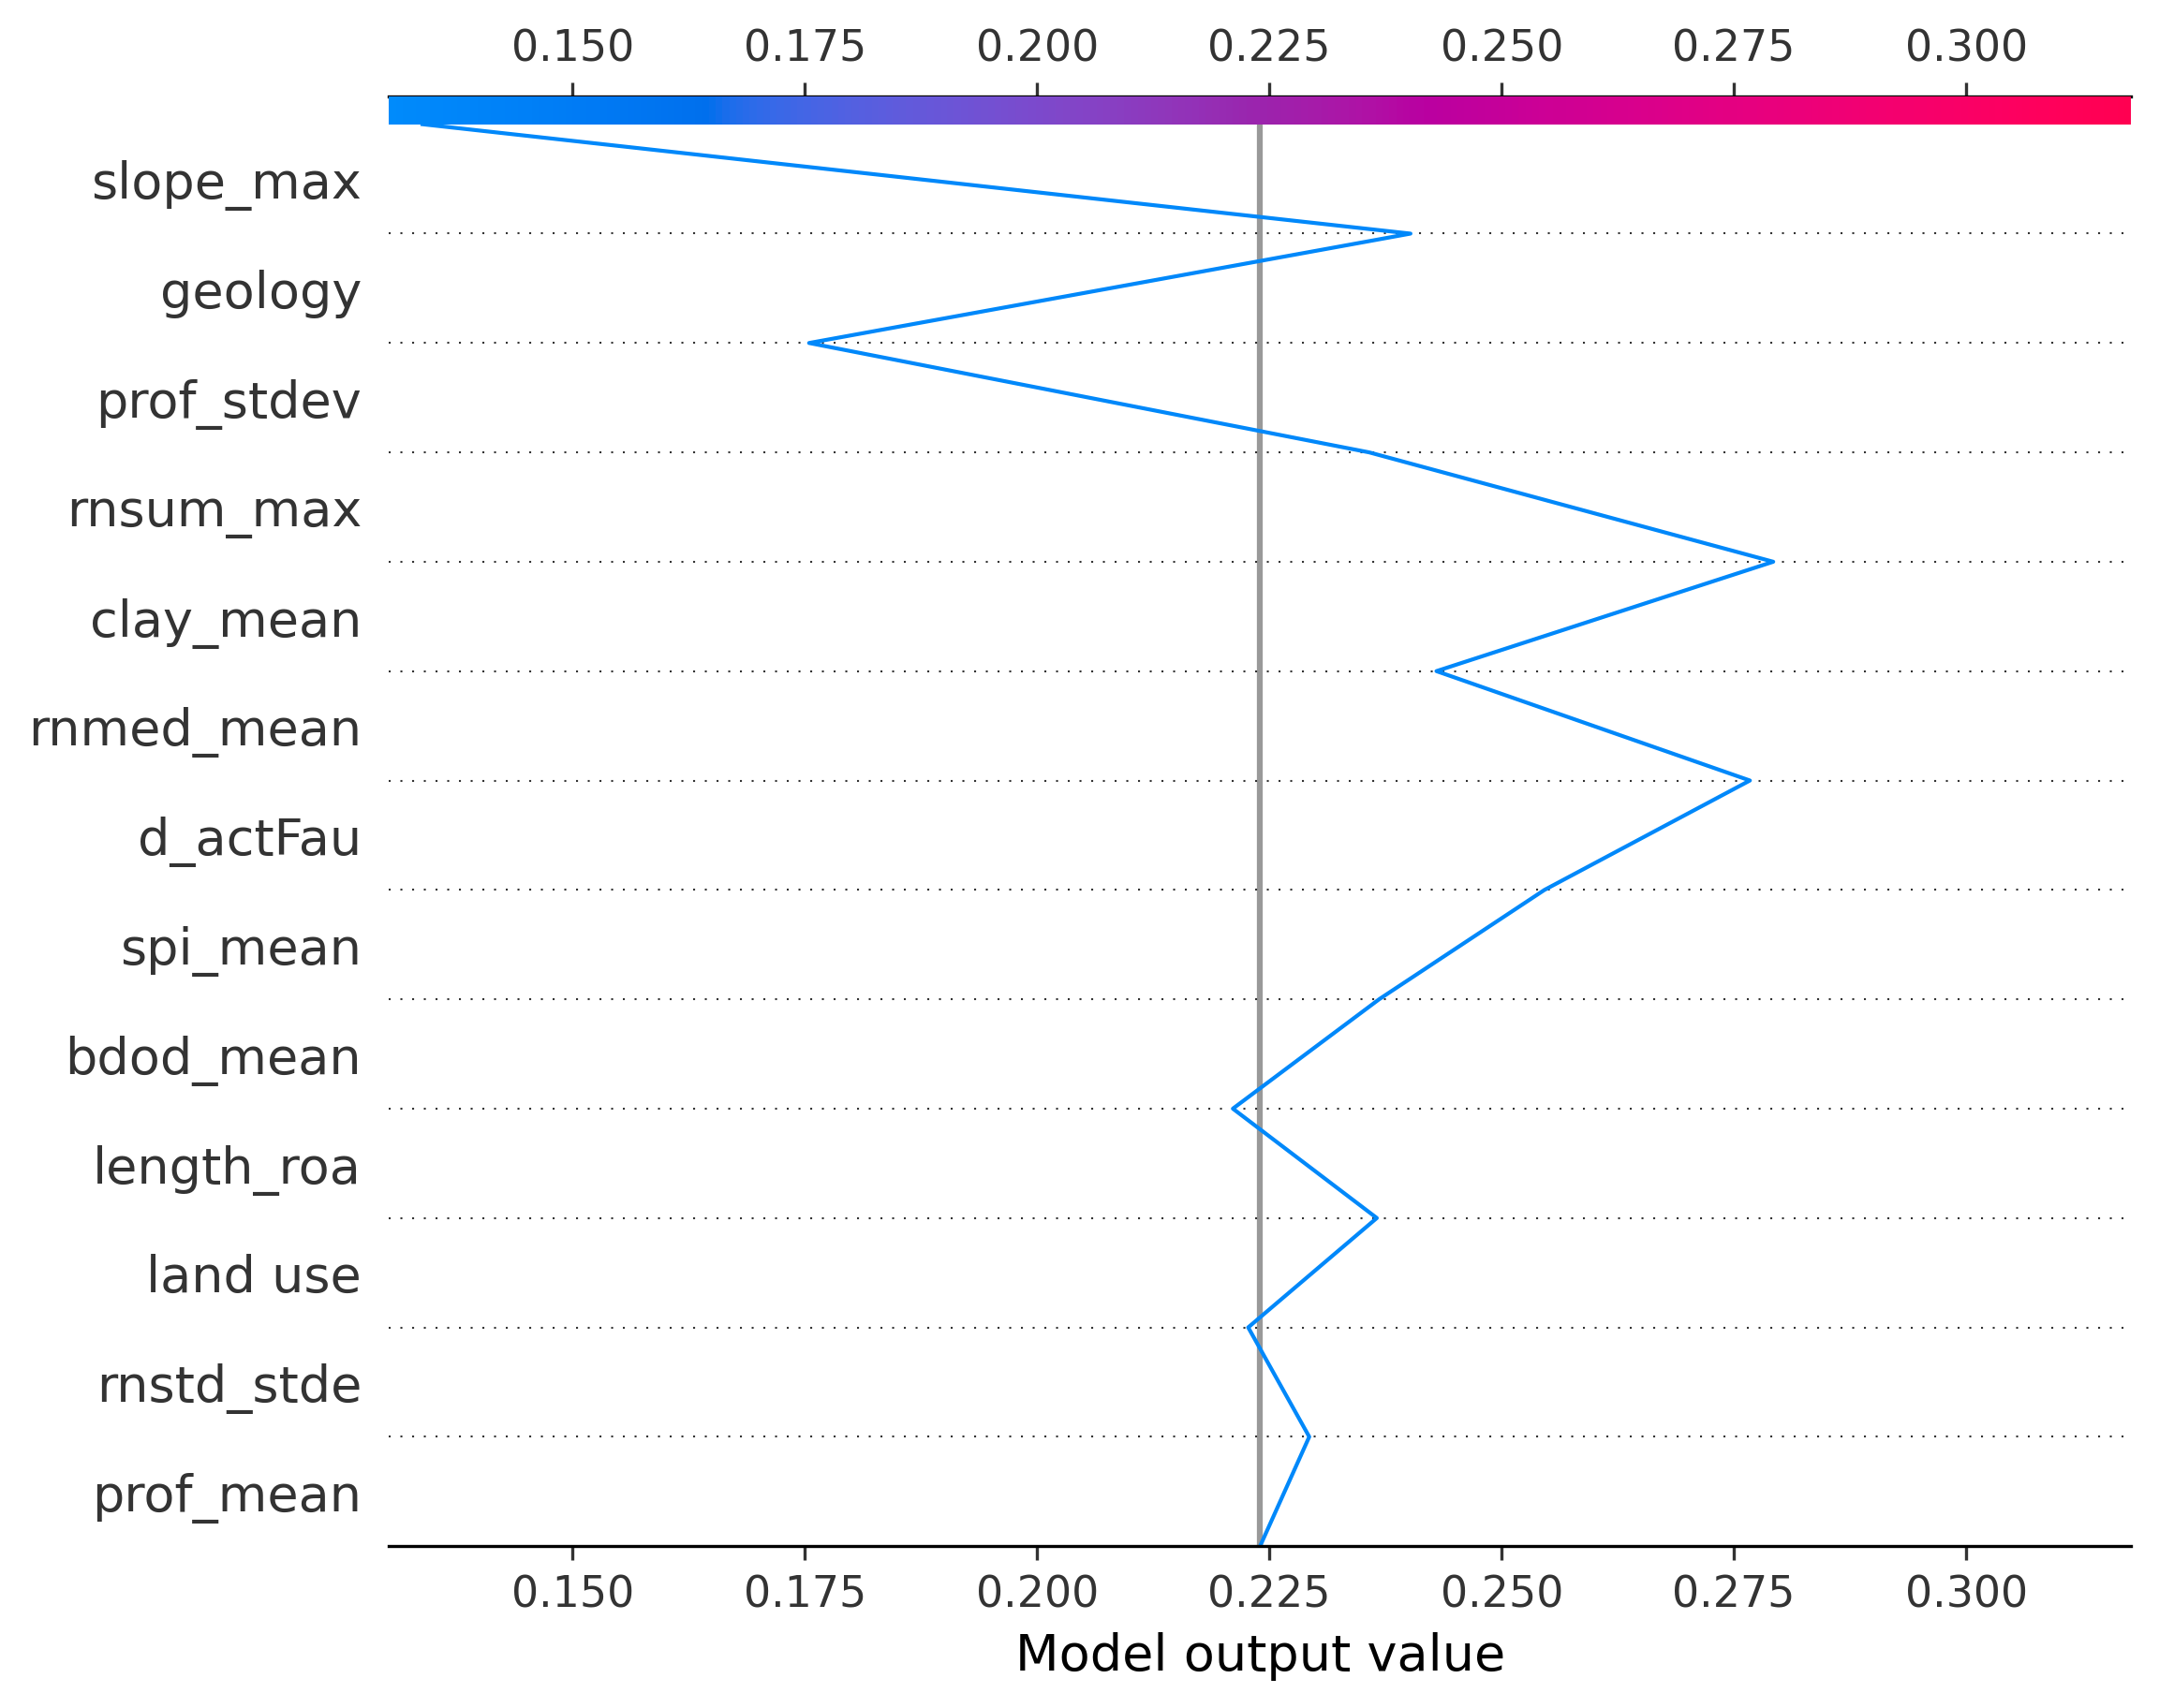 0.150 0.175 0.200 0.225 0.250 0.275 0.300
slope_max
geology
prof_stdev
rnsum_max
clay_mean
rnmed_mean
d_actFau
spi_mean
bdod_mean
length_roa
land use
rnstd_stde
prof_mean
0.150 0.175 0.200 0.225 0.250 0.275 0.300
Model output value